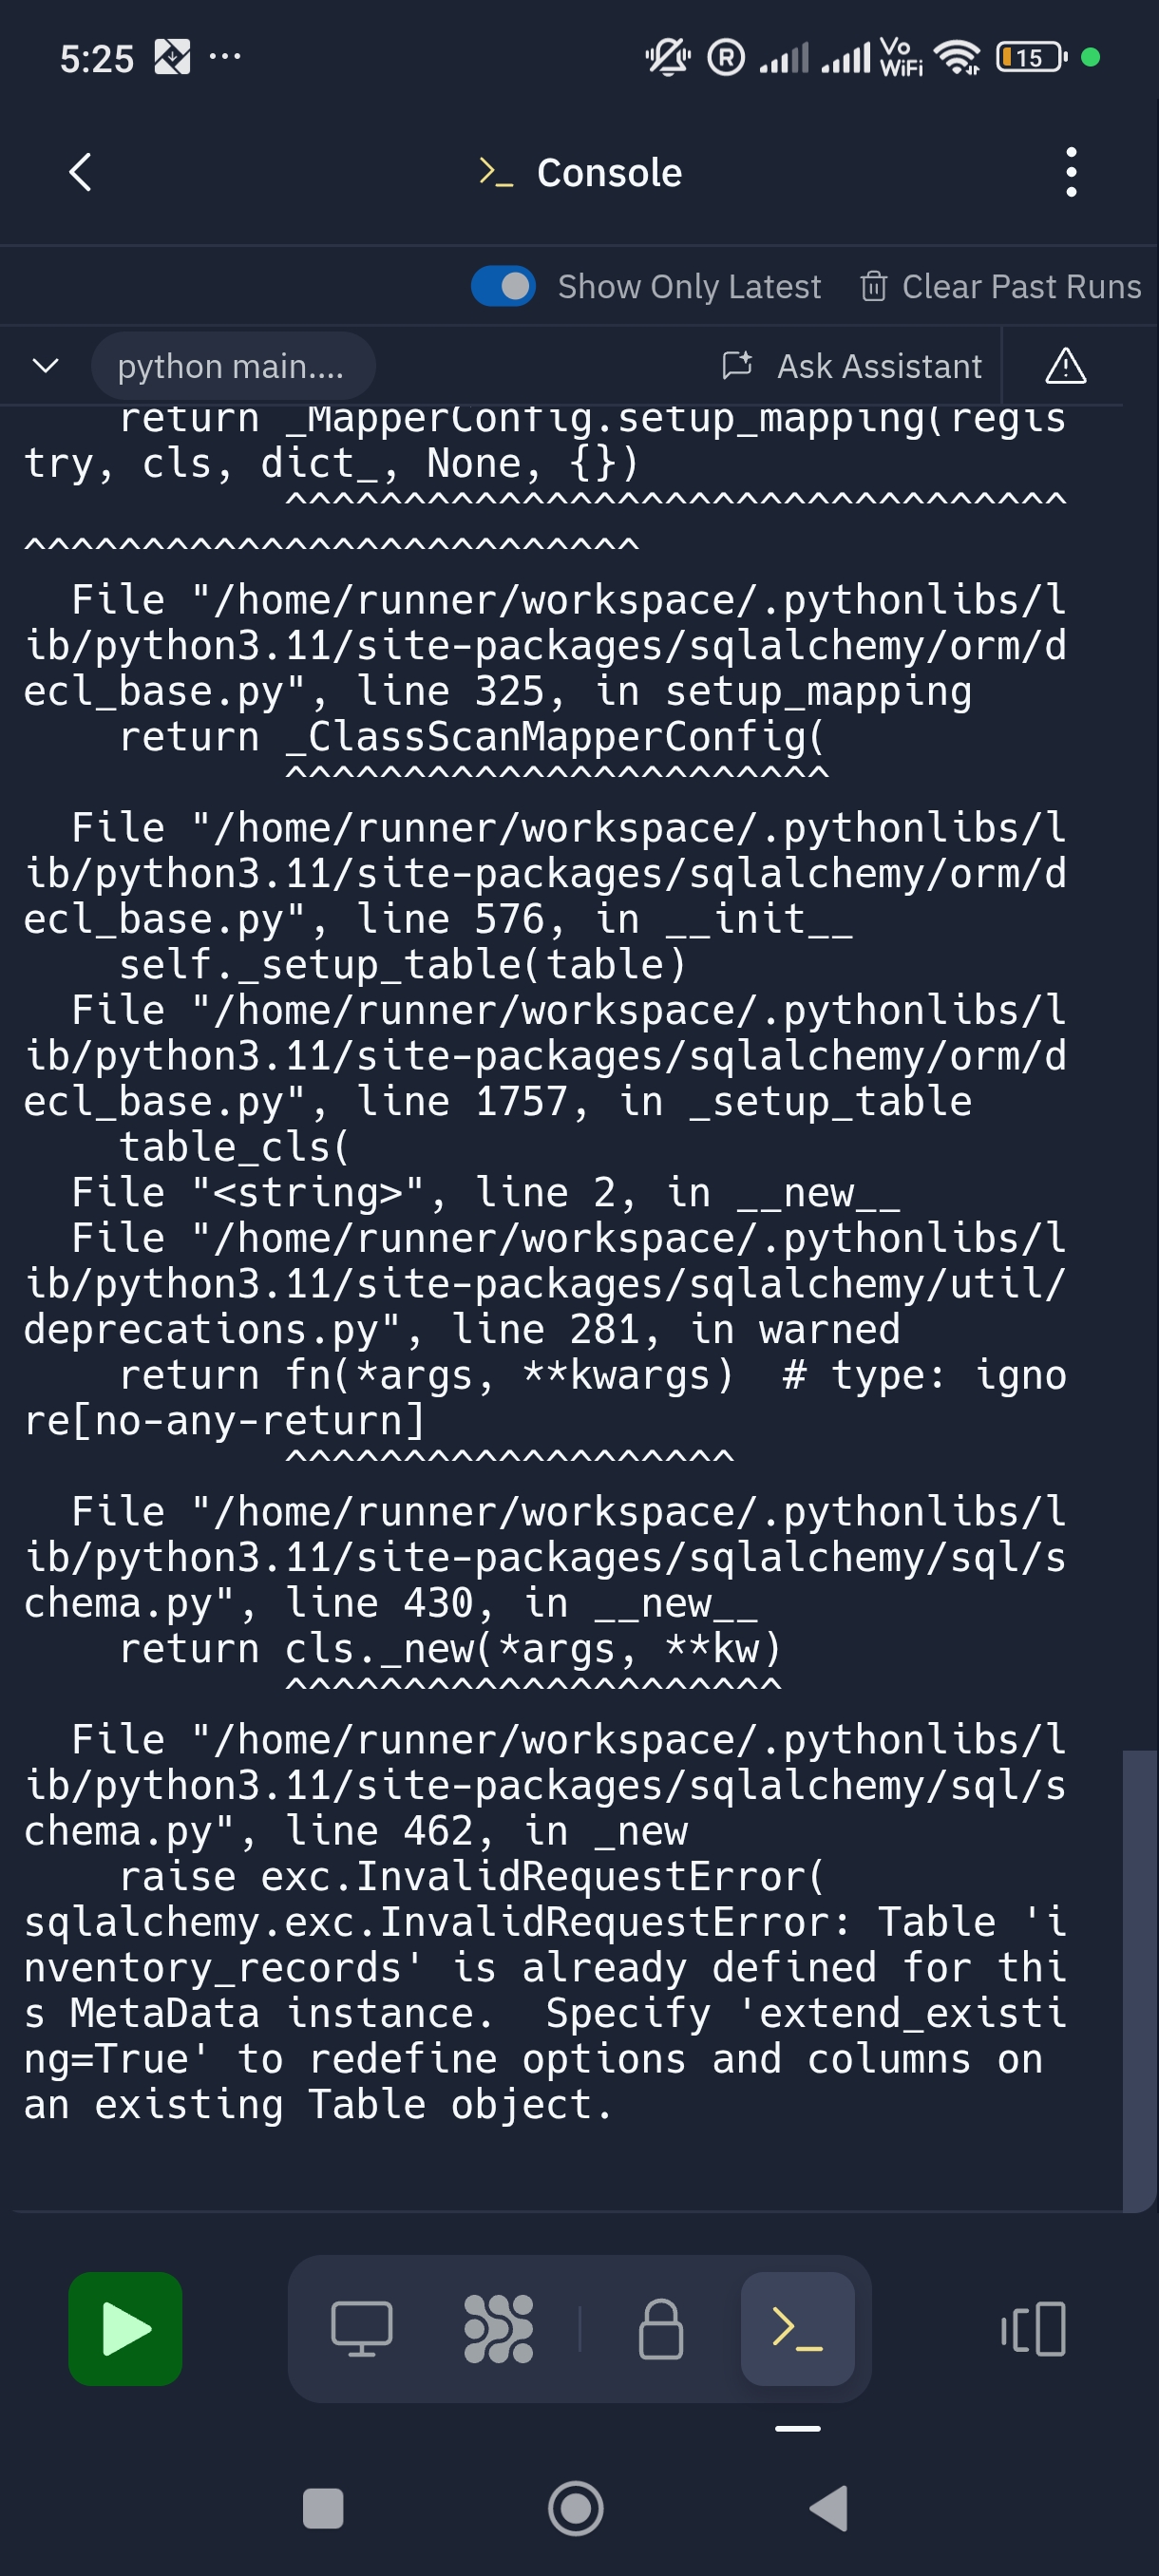 5:25
Vo
WiFi
15
>_ Console
Show Only Latest
Clear Past Runs
python main....
Ask Assistant
    return _MapperConfig.setup_mapping(regis
try, cls, dict_, None, {})
           ^^^^^^^^^^^^^^^^^^^^^^^^^^^^^^^^^
^^^^^^^^^^^^^^^^^^^^^^^^^^
  File "/home/runner/workspace/.pythonlibs/l
ib/python3.11/site-packages/sqlalchemy/orm/d
ecl_base.py", line 325, in setup_mapping
    return _ClassScanMapperConfig(
           ^^^^^^^^^^^^^^^^^^^^^^^
  File "/home/runner/workspace/.pythonlibs/l
ib/python3.11/site-packages/sqlalchemy/orm/d
ecl_base.py", line 576, in __init__
    self._setup_table(table)
  File "/home/runner/workspace/.pythonlibs/l
ib/python3.11/site-packages/sqlalchemy/orm/d
ecl_base.py", line 1757, in _setup_table
    table_cls(
  File "<string>", line 2, in __new__
  File "/home/runner/workspace/.pythonlibs/l
ib/python3.11/site-packages/sqlalchemy/util/
deprecations.py", line 281, in warned
    return fn(*args, **kwargs)  # type: igno
re[no-any-return]
           ^^^^^^^^^^^^^^^^^^^
  File "/home/runner/workspace/.pythonlibs/l
ib/python3.11/site-packages/sqlalchemy/sql/s
chema.py", line 430, in __new__
    return cls._new(*args, **kw)
           ^^^^^^^^^^^^^^^^^^^^^
  File "/home/runner/workspace/.pythonlibs/l
ib/python3.11/site-packages/sqlalchemy/sql/s
chema.py", line 462, in _new
    raise exc.InvalidRequestError(
sqlalchemy.exc.InvalidRequestError: Table 'i
nventory_records' is already defined for thi
s MetaData instance.  Specify 'extend_existi
ng=True' to redefine options and columns on
an existing Table object.